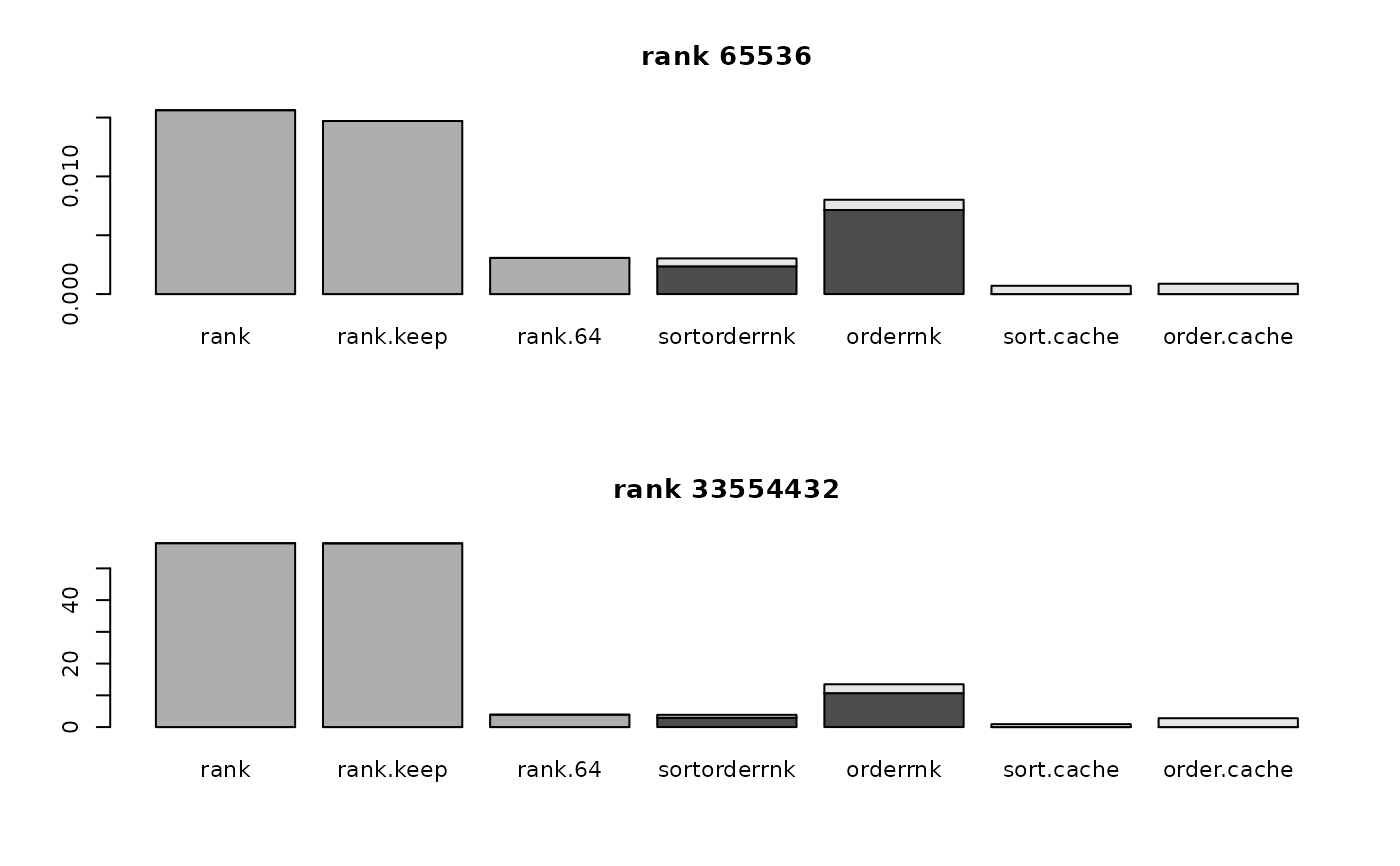 rank 65536
0.010
0.000
rank rank.keep rank.64 sortorderrnk orderrnk sort.cache order.cache
rank 33554432
40
20
0
rank rank.keep rank.64 sortorderrnk orderrnk sort.cache order.cache